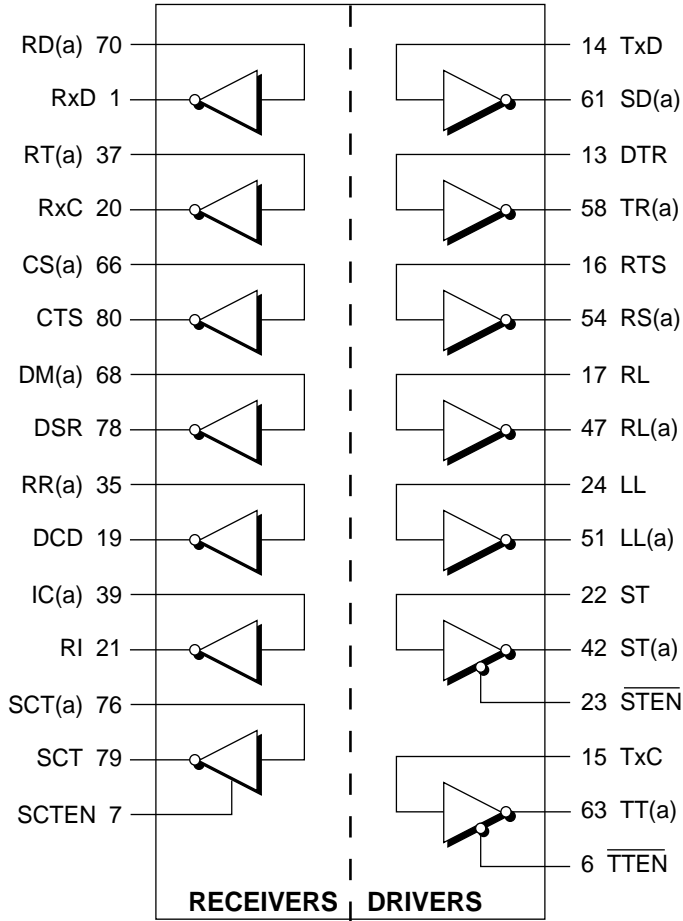 RD(a) 70
RxD 1
RT(a) 37
RxC 20
CS(a) 66
CTS 80
DM(a) 68
DSR 78
RR(a) 35
DCD 19
IC(a) 39
RI 21
SCT(a) 76
SCT 79
SCTEN 7
14 TxD
61 SD(a)
13 DTR
58 TR(a)
16 RTS
54 RS(a)
17 RL
47 RL(a)
24 LL
51 LL(a)
22 ST
42 ST(a)
23 S̅T̅E̅N̅
15 TxC
63 TT(a)
6 T̅T̅E̅N̅
RECEIVERS
DRIVERS